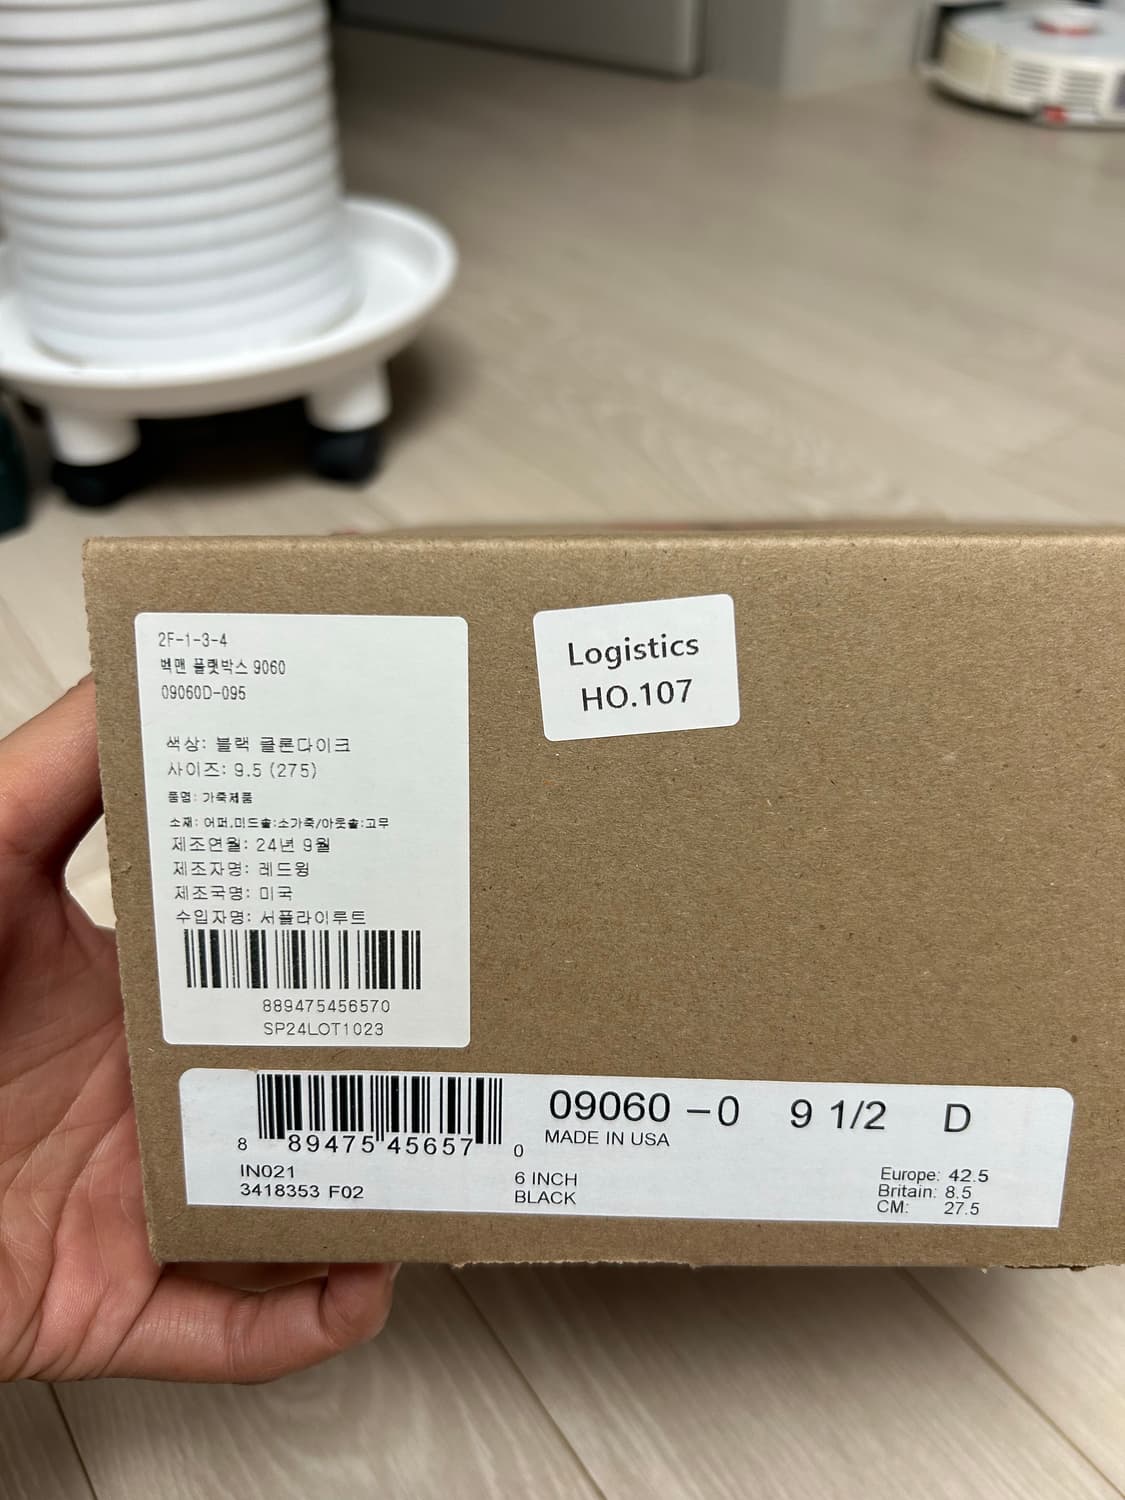 2F-1-3-4
벡맨 플랫박스 9060
09060D-095
색상: 블랙 클론다이크
사이즈: 9.5 (275)
품명: 가죽제품
소재: 어퍼,미드솔:소가죽/아웃솔:고무
제조연월: 24년 9월
제조자명: 레드윙
제조국명: 미국
수입자명: 서플라이루트
889475456570
SP24LOT1023
Logistics
HO.107
8 89475 45657 0
IN021
3418353 F02
09060 –0 9 1/2 D
MADE IN USA
6 INCH
BLACK
Europe: 42.5
Britain: 8.5
CM: 27.5